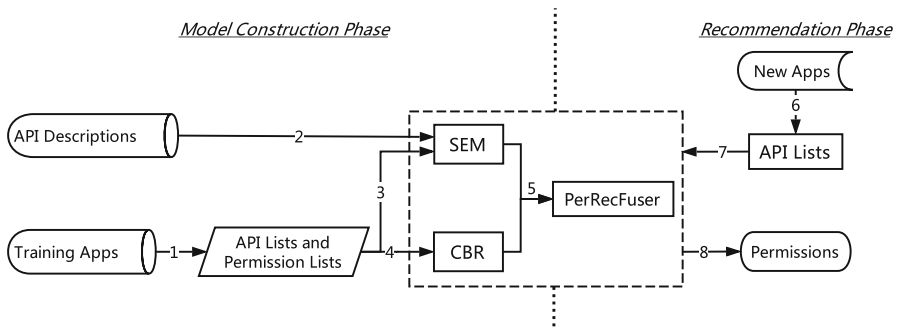 Model Construction Phase
Recommendation Phase
New Apps
6
API Descriptions
2
SEM
7
API Lists
3
5
PerRecFuser
Training Apps
1
API Lists and
Permission Lists
4
CBR
8
Permissions